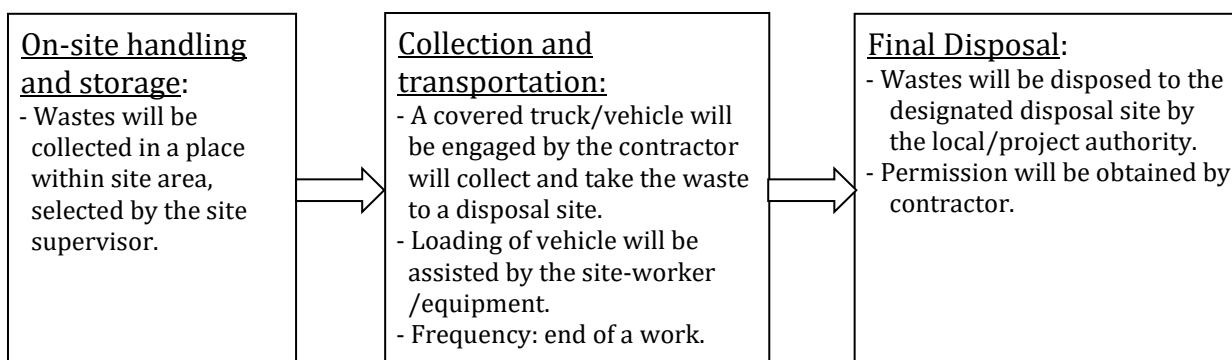 On-site handling
and storage:
- Wastes will be
collected in a place
within site area,
selected by the site
supervisor.
Collection and
transportation:
- A covered truck/vehicle will
be engaged by the contractor
will collect and take the waste
to a disposal site.
- Loading of vehicle will be
assisted by the site-worker
/equipment.
- Frequency: end of a work.
Final Disposal:
- Wastes will be disposed to the
designated disposal site by
the local/project authority.
- Permission will be obtained by
contractor.